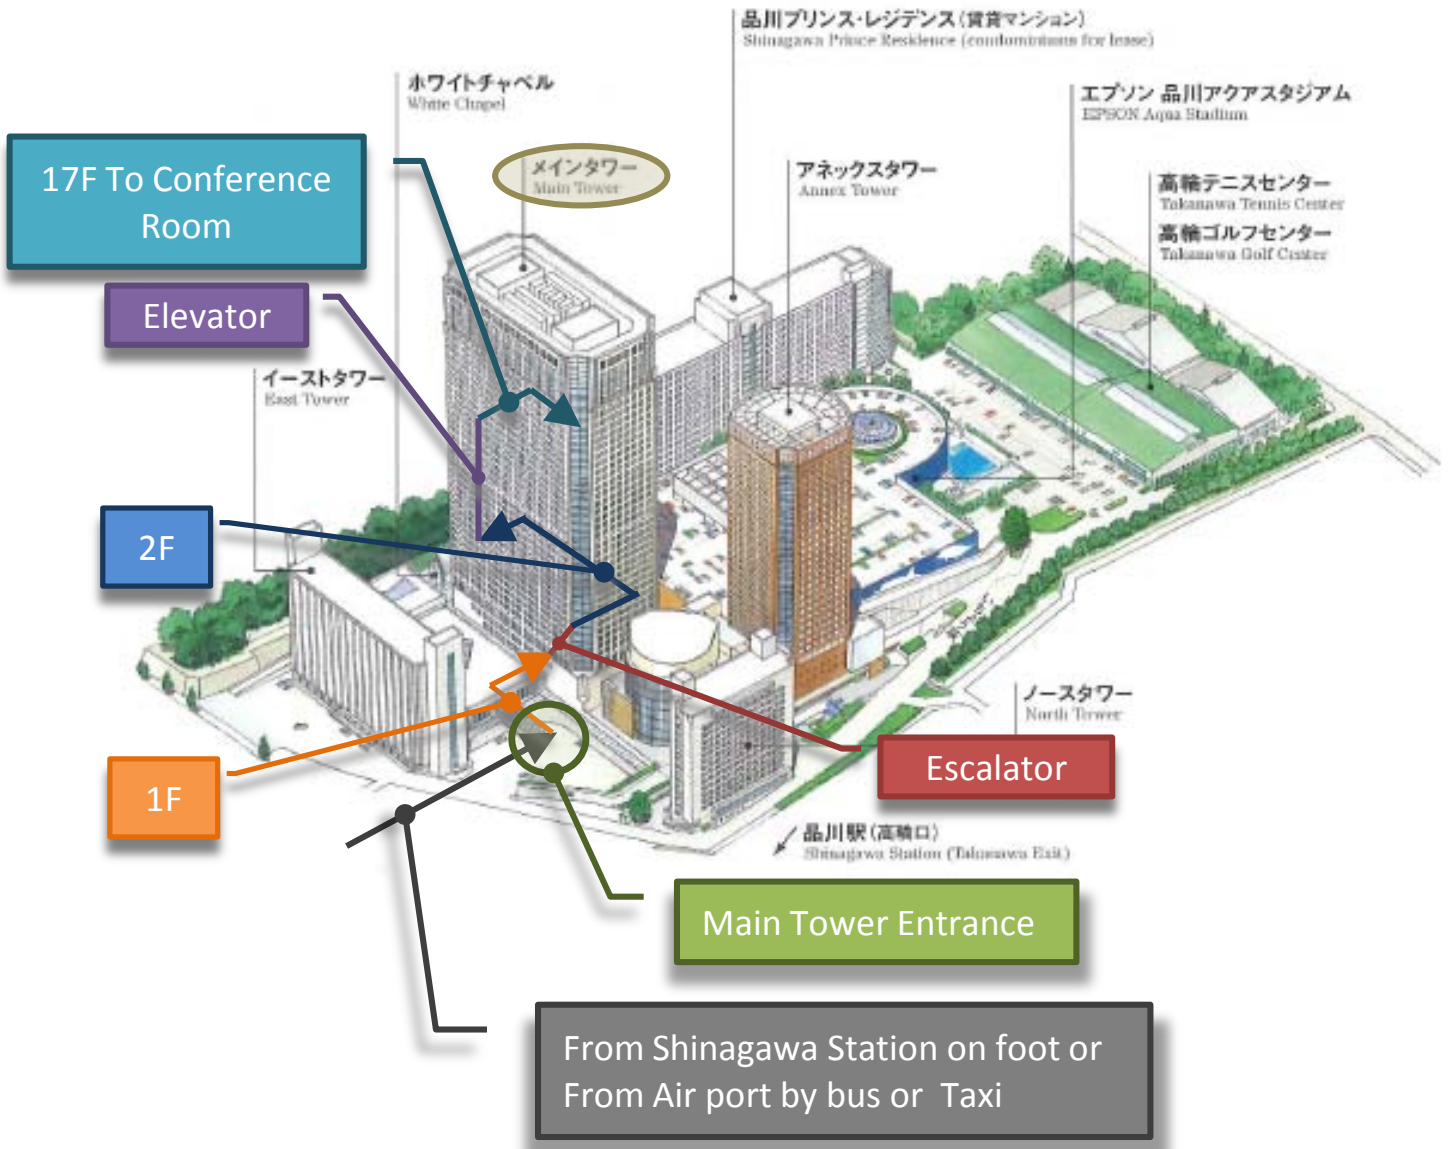 品川プリンス・レジデンス(賃貸マンション)
Shinagawa Prince Residence (condominiums for lease)
ホワイトチャペル
White Chapel
エプソン 品川アクアスタジアム
EPSON Aqua Stadium
17F To Conference
Room
メインタワー
Main Tower
アネックスタワー
Annex Tower
高輪テニスセンター
Takanawa Tennis Center
高輪ゴルフセンター
Takanawa Golf Center
Elevator
イーストタワー
East Tower
2F
ノースタワー
North Tower
1F
Escalator
品川駅(高輪口)
Shinagawa Station (Takanawa Exit)
Main Tower Entrance
From Shinagawa Station on foot or
From Air port by bus or Taxi